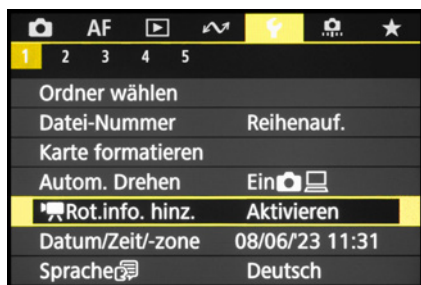 AF
1 2 3 4 5
Ordner wählen
Datei-Nummer Reihenauf.
Karte formatieren
Autom. Drehen Ein
Rot.info. hinz. Aktivieren
Datum/Zeit/-zone 08/06/'23 11:31
Sprache Deutsch